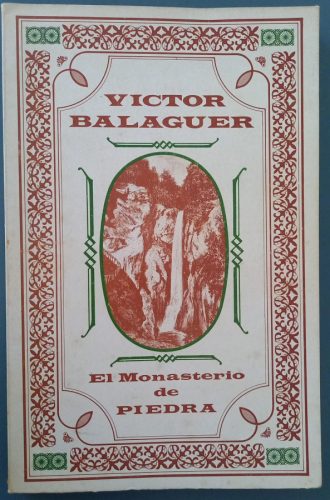 VICTOR
BALAGUER
El Monasterio
de
PIEDRA